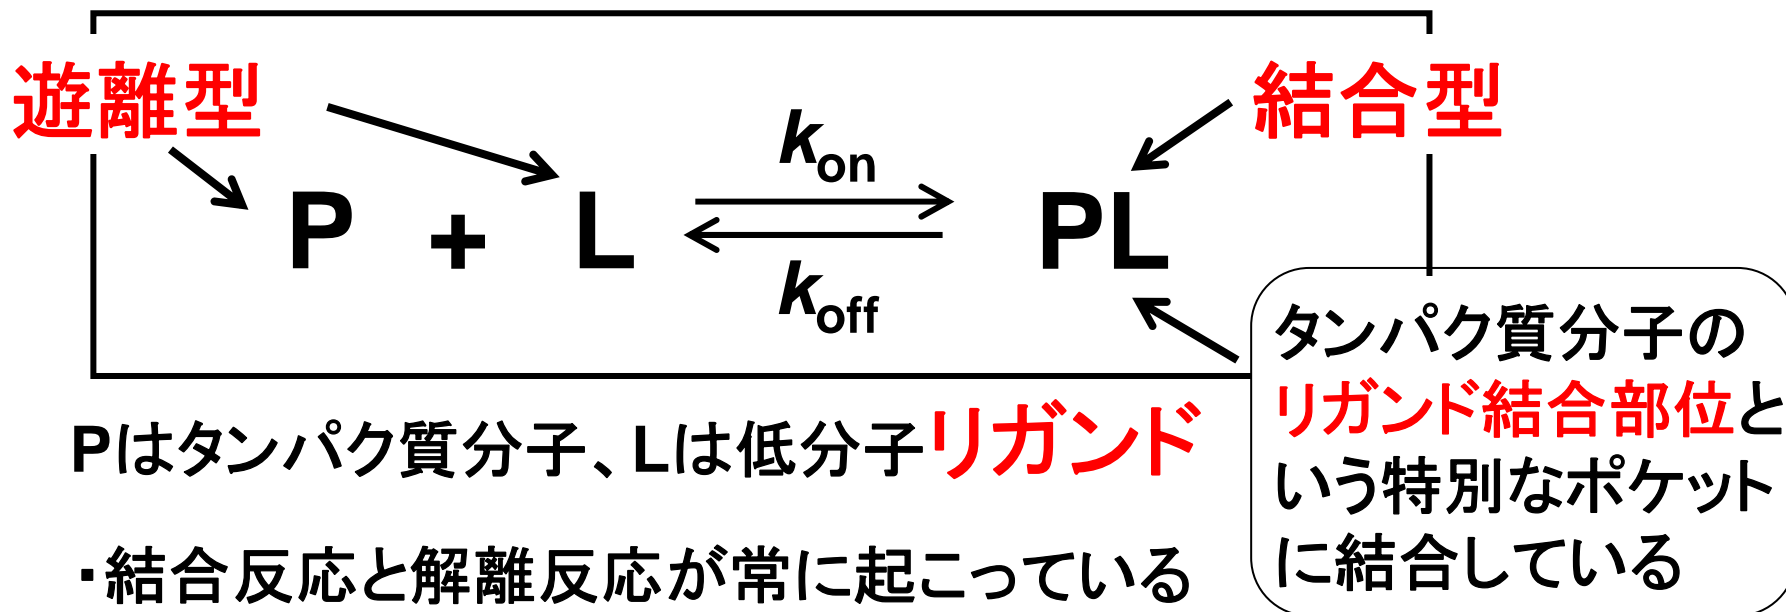 遊離型
結合型
kon
P + L PL
koff
Pはタンパク質分子、Lは低分子リガンド
・結合反応と解離反応が常に起こっている
タンパク質分子の
リガンド結合部位と
いう特別なポケット
に結合している